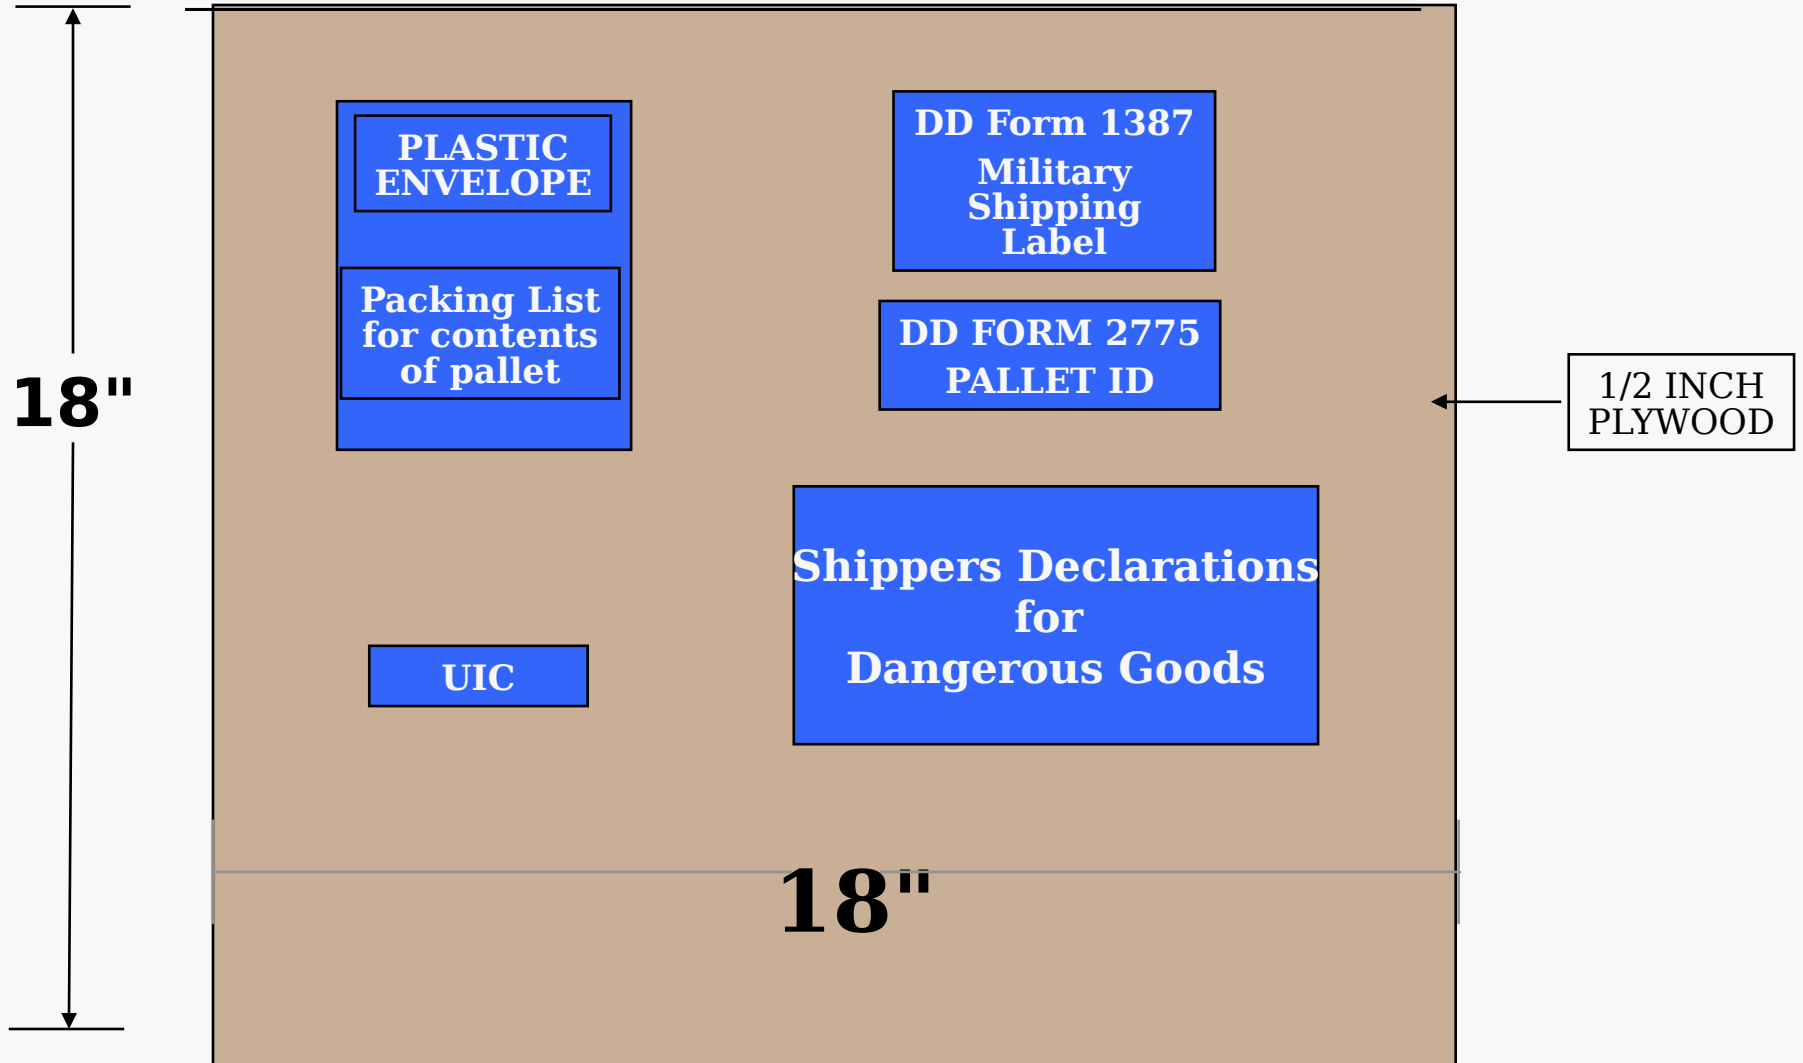 PLASTIC
ENVELOPE
Packing List
for contents
of pallet
DD Form 1387
Military
Shipping
Label
DD FORM 2775
PALLET ID
18"
1/2 INCH
PLYWOOD
Shippers Declarations
for
Dangerous Goods
UIC
18"